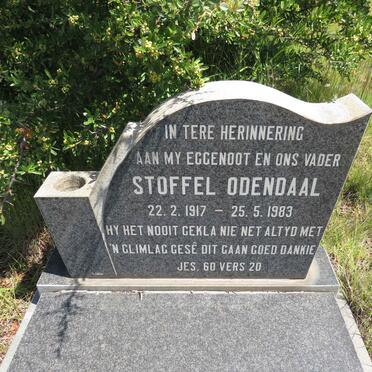 IN TERE HERINNERING
AAN MY EGGENOOT EN ONS VADER
STOFFEL ODENDAAL
22. 2. 1917 - 25. 5. 1983
HY HET NOOIT GEKLA NIE NET ALTYD MET
'N GLIMLAG GESÊ DIT GAAN GOED DANKIE
JES. 60 VERS 20